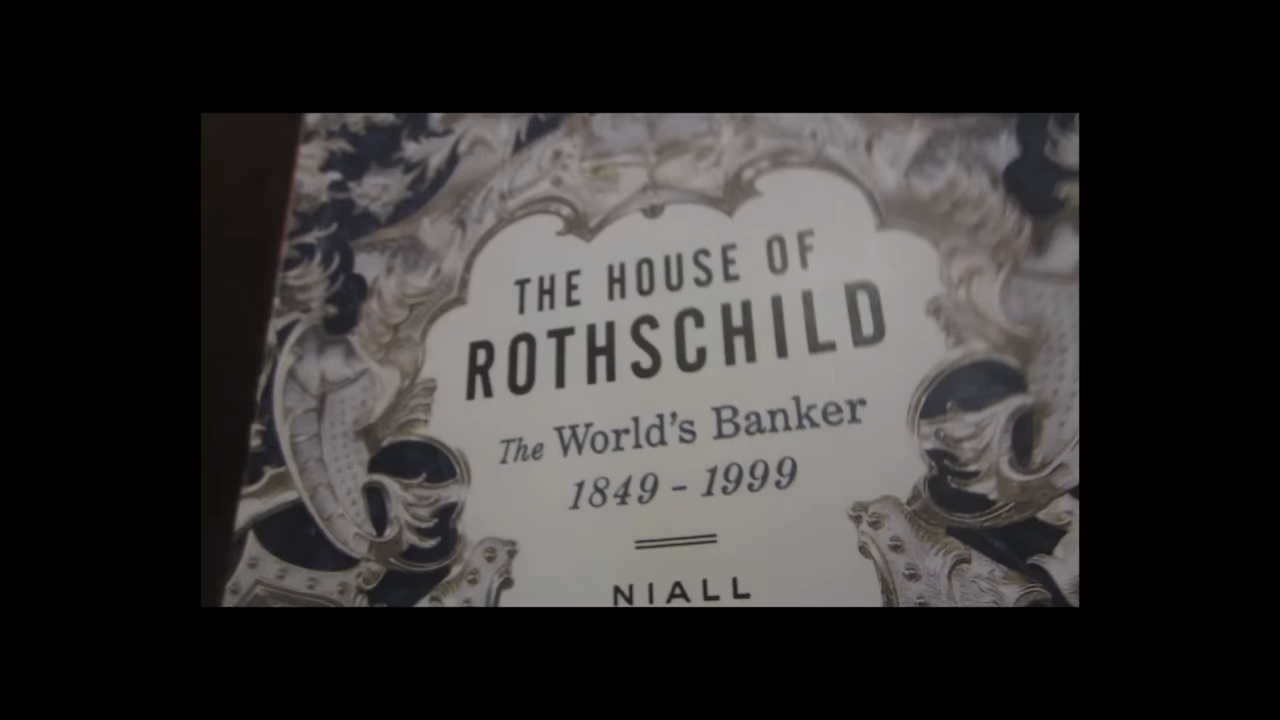 THE HOUSE OF
ROTHSCHILD
The World's Banker
1849 - 1999
NIALL